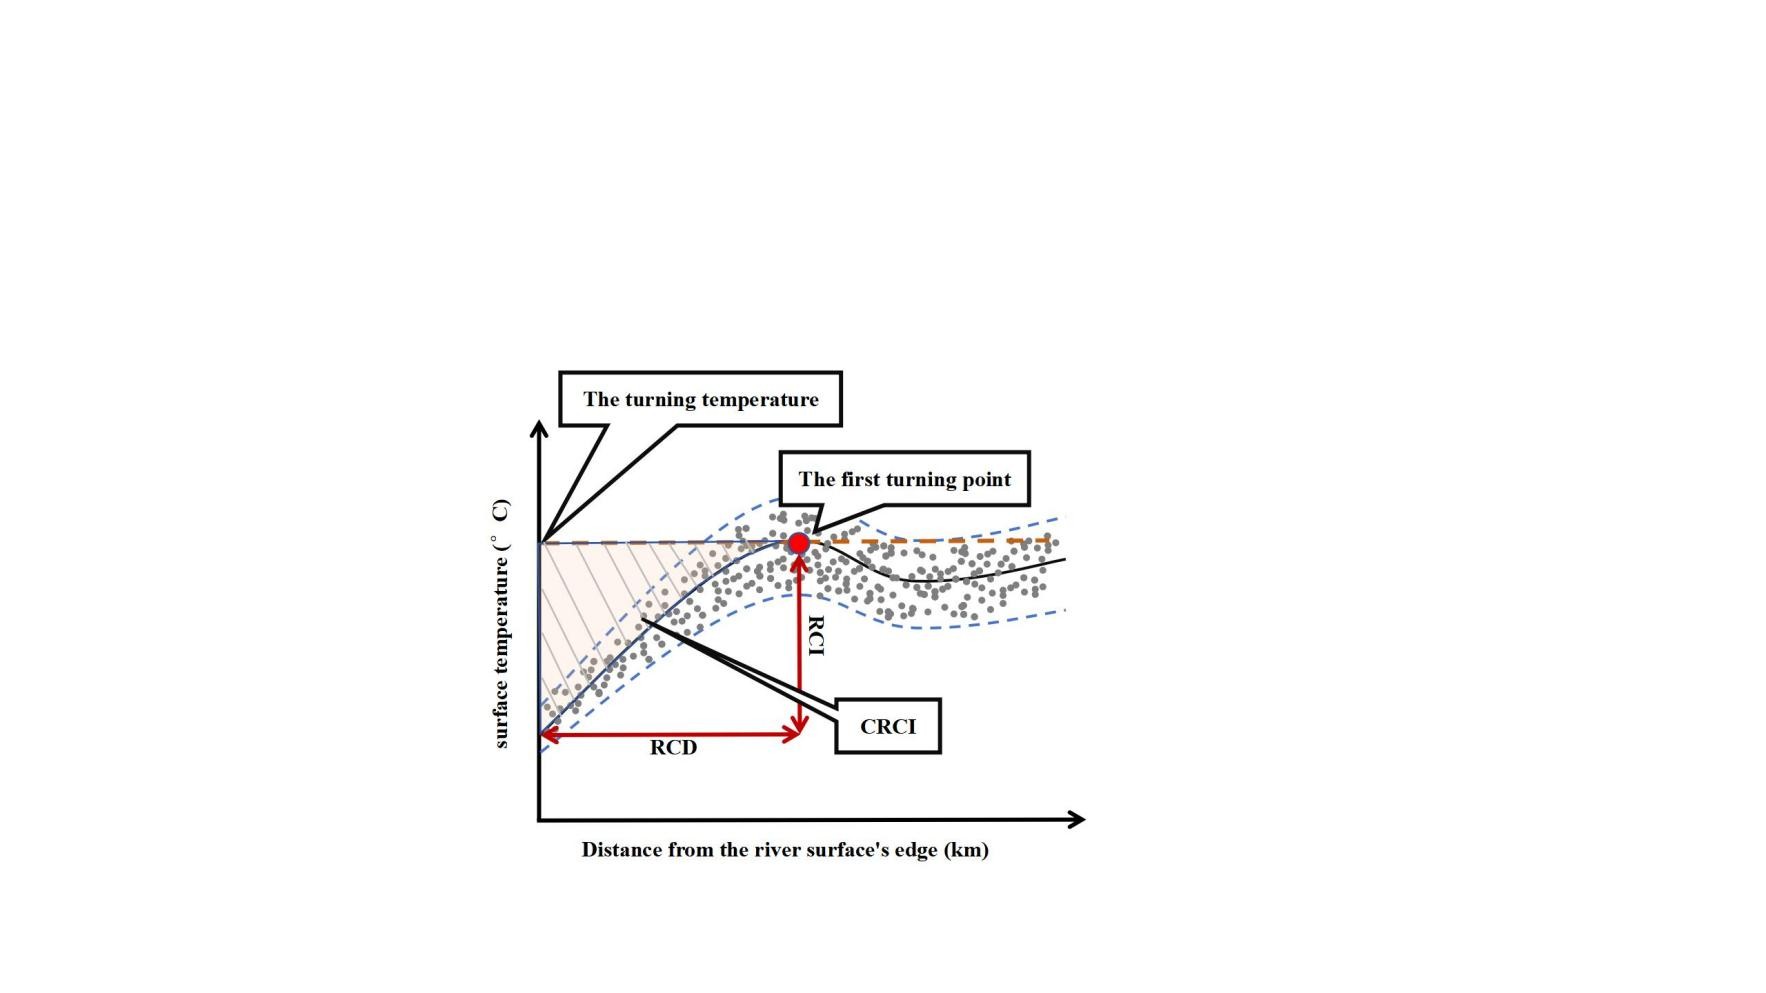 The turning temperature
The first turning point
surface temperature (° C)
RCI
CRCI
RCD
Distance from the river surface's edge (km)